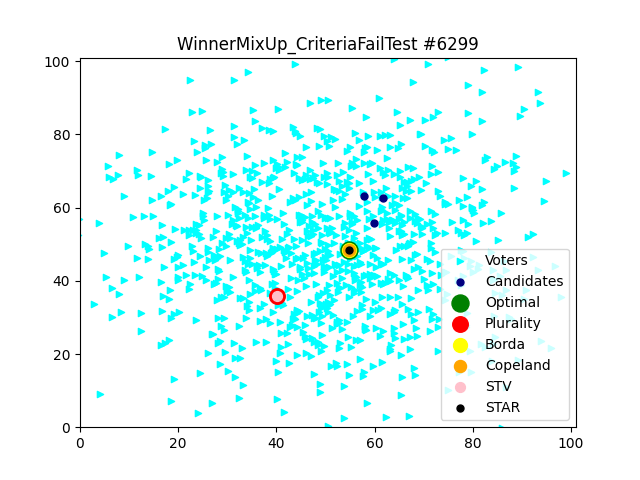 WinnerMixUp_CriteriaFailTest #6299
100
80
60
40
20
0
0
20
40
60
80
100
Voters
Candidates
Optimal
Plurality
Borda
Copeland
STV
STAR